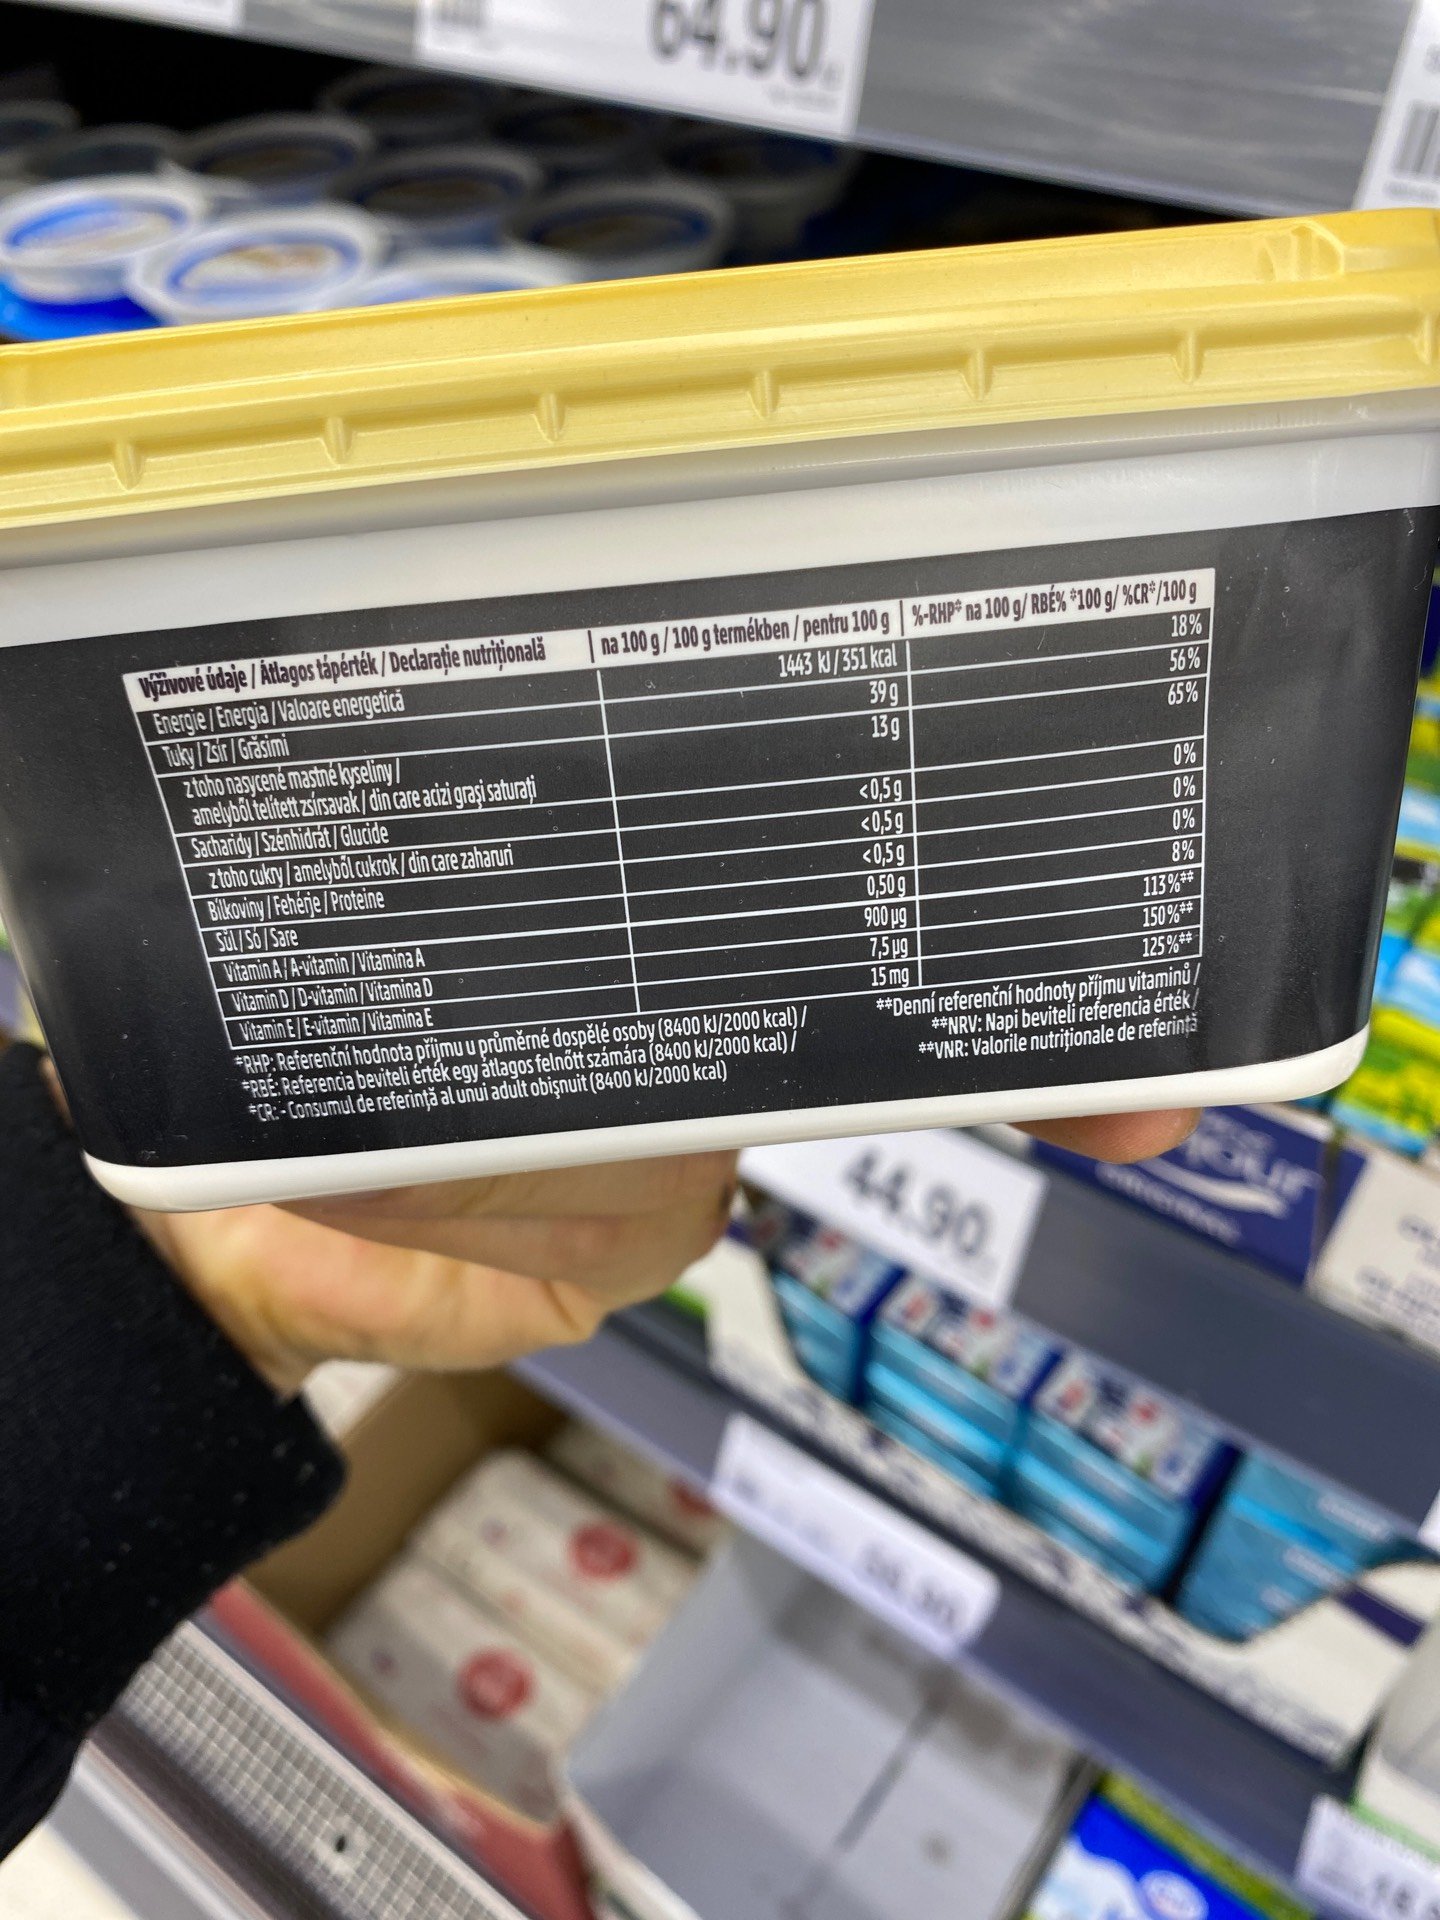 64.90
Výživové údaje / Átlagos tápérték / Declarație nutrițională | na 100 g / 100 g termékben / pentru 100 g | %-RHP* na 100 g/ RBÉ% *100 g/ %CR*/100 g
Energie / Energia / Valoare energetică 1443 kJ / 351 kcal 18%
Tuky / Zsír / Grăsimi 39 g 56%
z toho nasycené mastné kyseliny / 13 g 65%
amelyből telített zsírsavak / din care acizi grași saturați
Sacharidy / Szénhidrát / Glucide <0,5 g 0%
z toho cukry / amelyből cukrok / din care zaharuri <0,5 g 0%
Bílkoviny / Fehérje / Proteine <0,5 g 0%
Sůl / Só / Sare 0,50 g 8%
Vitamin A / A-vitamin / Vitamina A 900 µg 113%**
Vitamin D / D-vitamin / Vitamina D 7,5 µg 150%**
Vitamin E / E-vitamin / Vitamina E 15 mg 125%**
*RHP: Referenční hodnota příjmu u průměrné dospělé osoby (8400 kJ/2000 kcal) /
*RBÉ: Referencia beviteli érték egy átlagos felnőtt számára (8400 kJ/2000 kcal) /
*CR: - Consumul de referință al unui adult obișnuit (8400 kJ/2000 kcal)
**Denní referenční hodnoty příjmu vitaminů /
**NRV: Napi beviteli referencia érték /
**VNR: Valorile nutriționale de referință
44.90